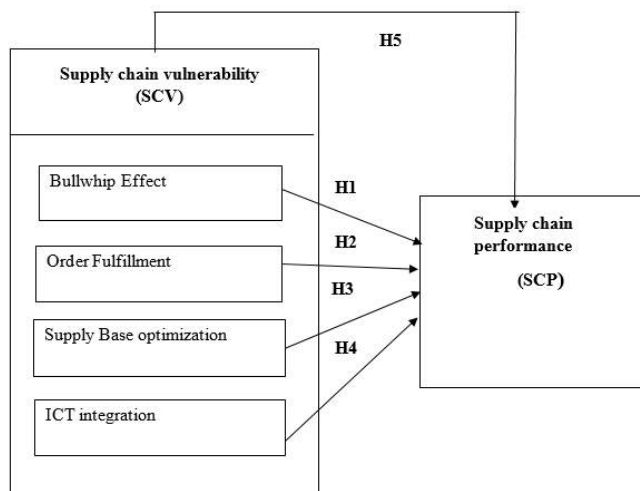 H5
Supply chain vulnerability
(SCV)
Bullwhip Effect
H1
Order Fulfillment
H2
H3
Supply Base optimization
H4
ICT integration
Supply chain
performance
(SCP)